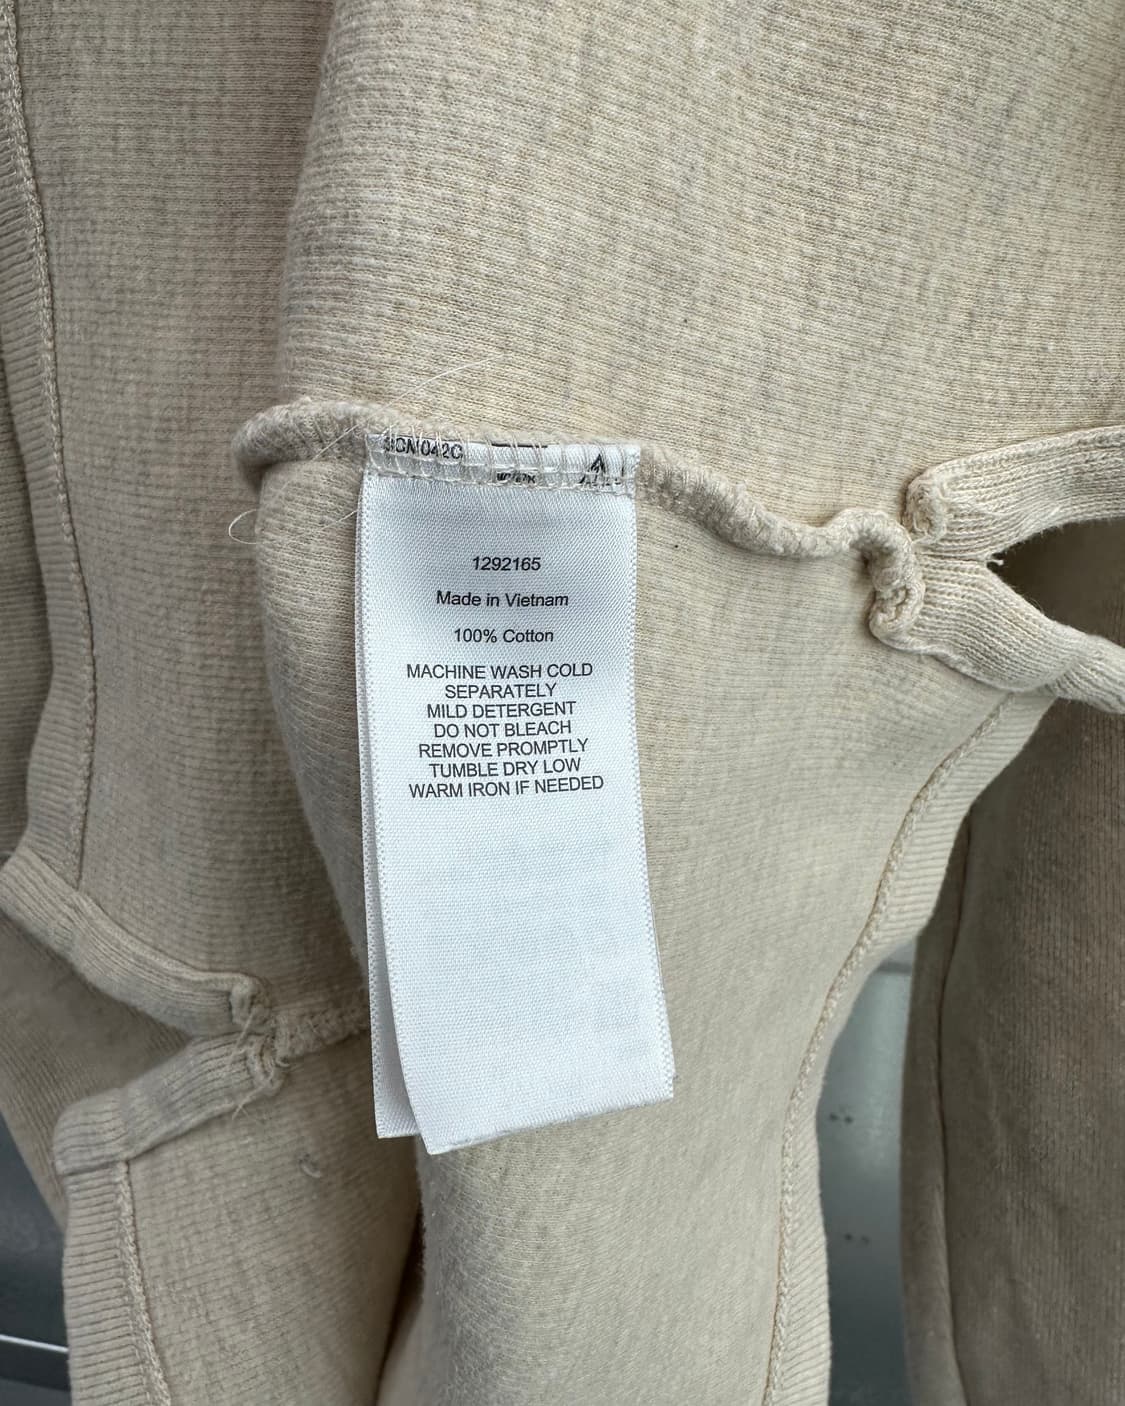 1292165
Made in Vietnam
100% Cotton
MACHINE WASH COLD
SEPARATELY
MILD DETERGENT
DO NOT BLEACH
REMOVE PROMPTLY
TUMBLE DRY LOW
WARM IRON IF NEEDED